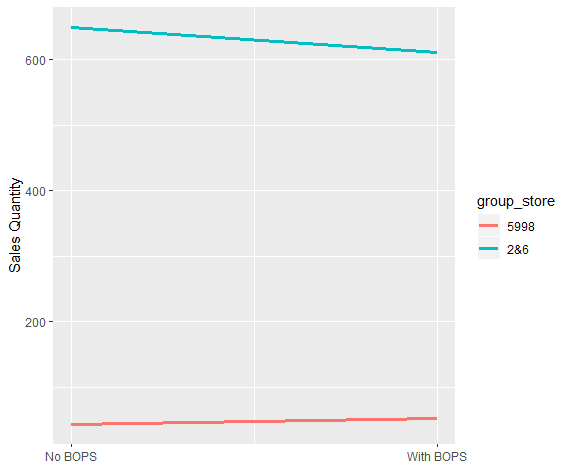 Sales Quantity
600
400
200
No BOPS
With BOPS
group_store
5998
2&6